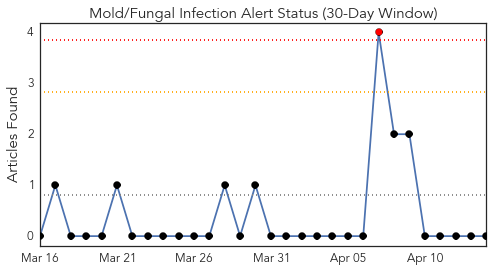 Mold/Fungal Infection Alert Status (30-Day Window)
Articles Found
4
3
2
1
0
Mar 16 Mar 21 Mar 26 Mar 31 Apr 05 Apr 10